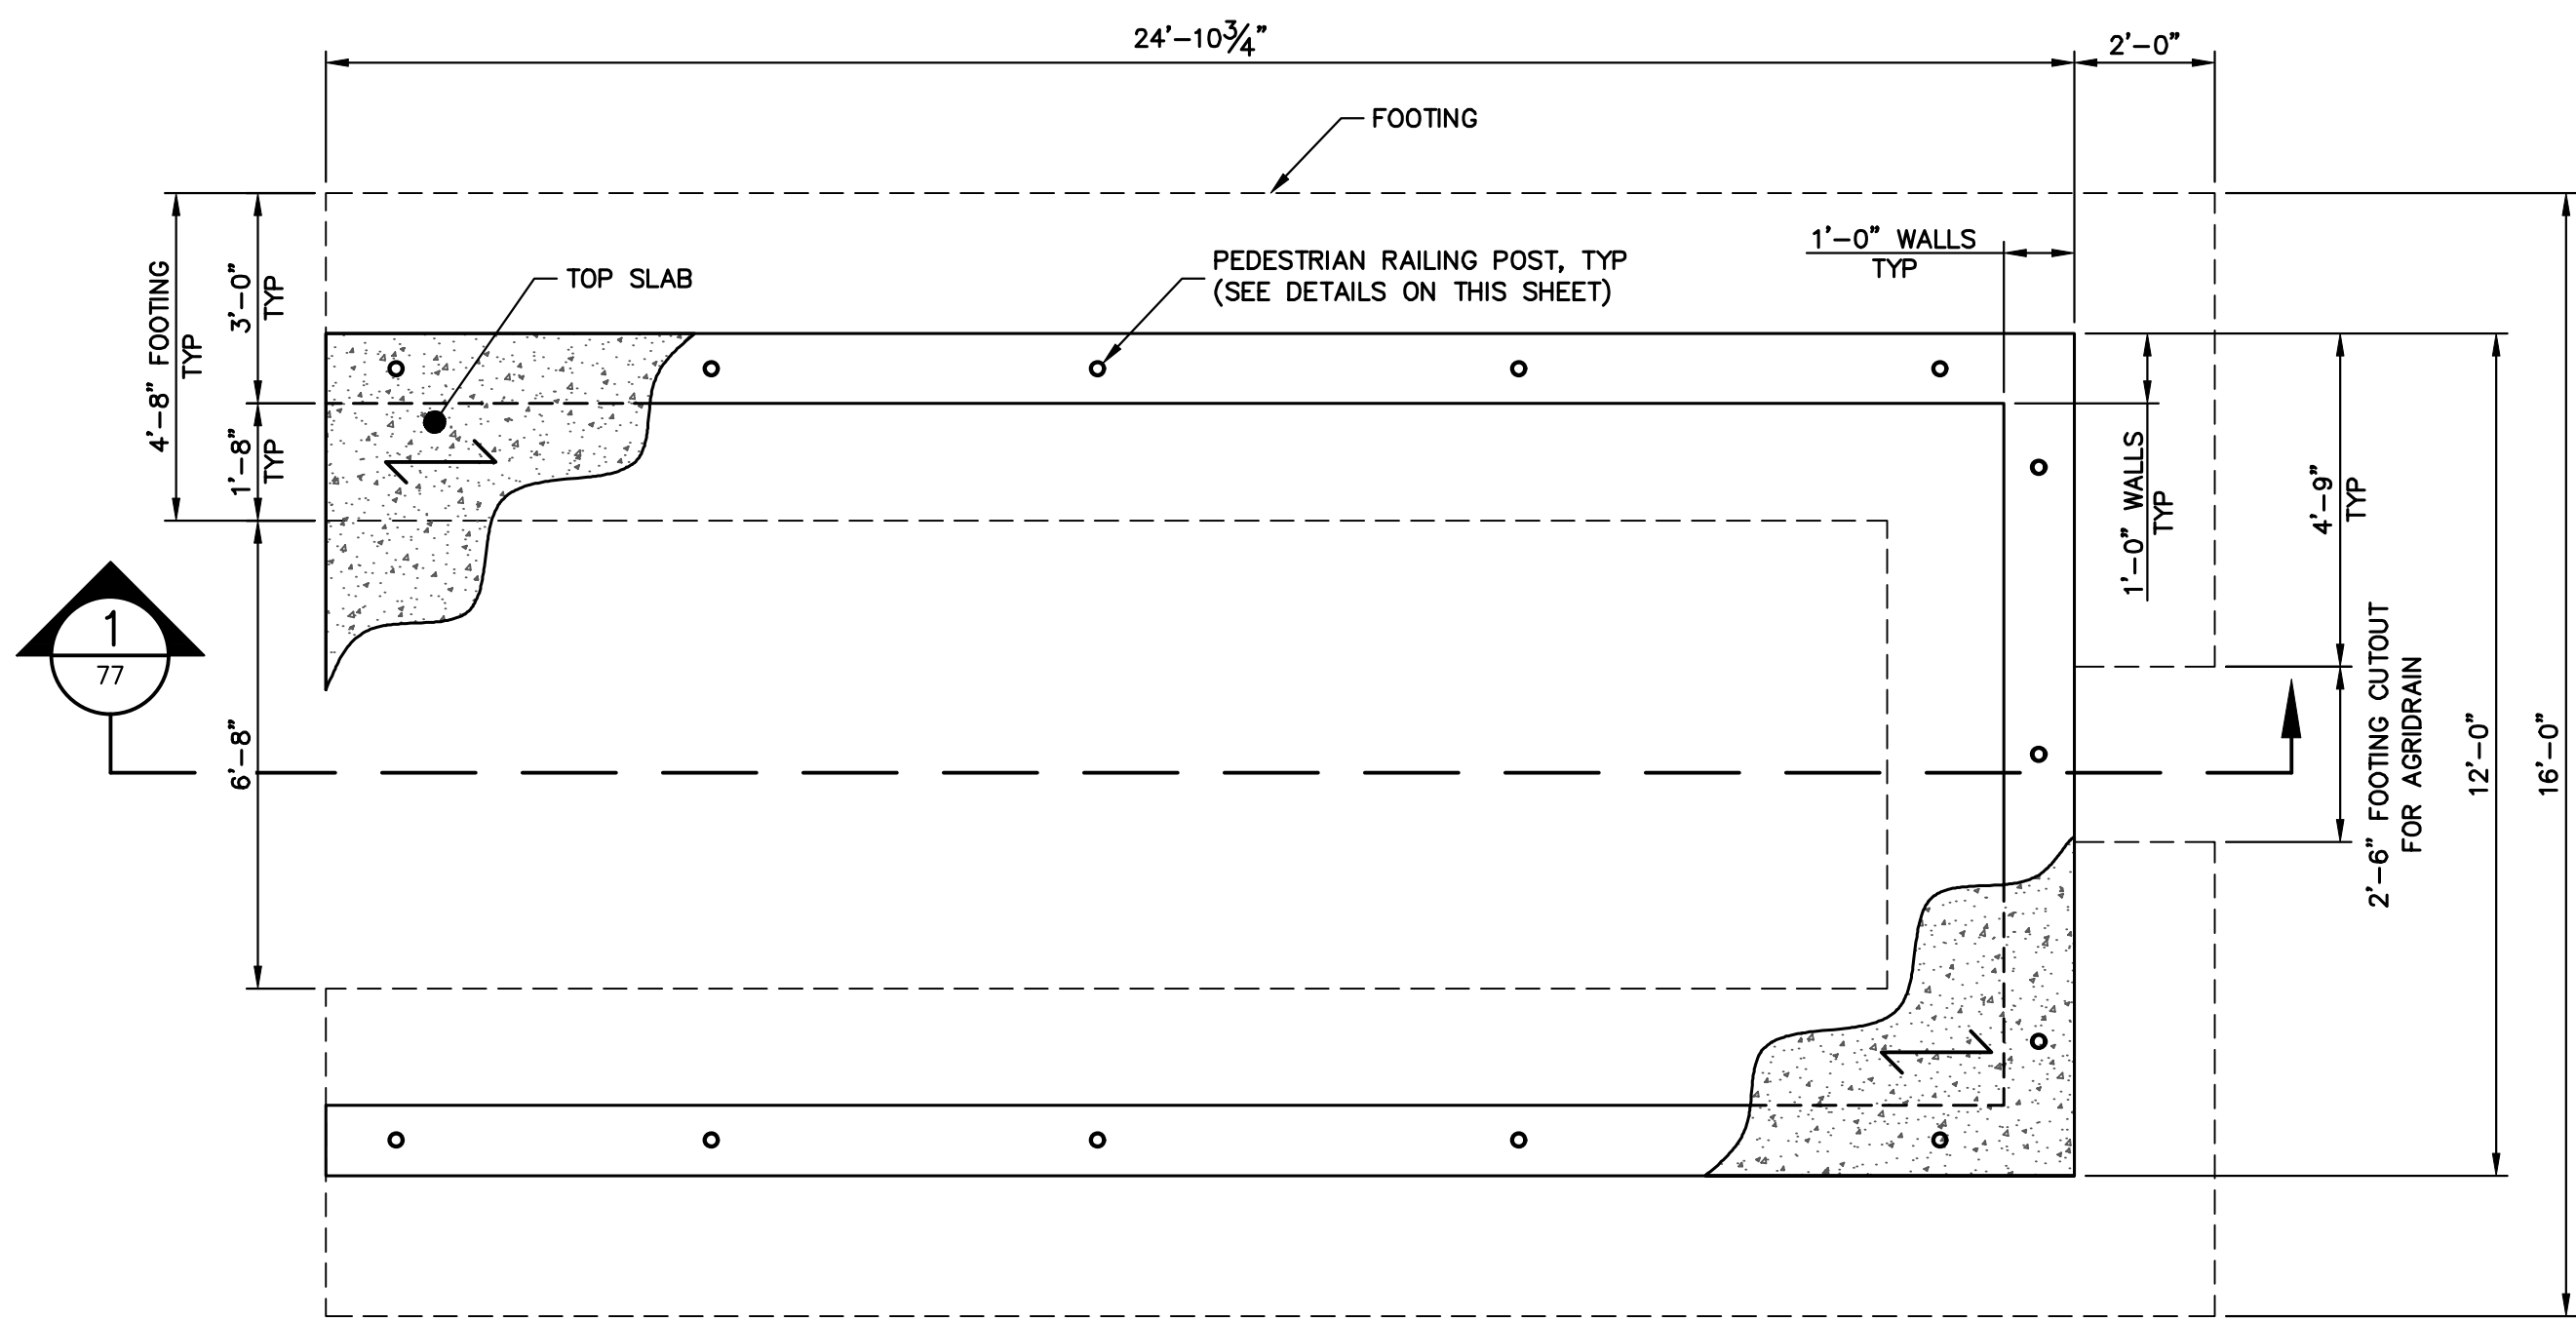 24'-10¾"
2'-0"
FOOTING
1'-0" WALLS
TYP
PEDESTRIAN RAILING POST, TYP
(SEE DETAILS ON THIS SHEET)
TOP SLAB
4'-8" FOOTING
TYP
3'-0"
TYP
1'-8"
TYP
6'-8"
1
77
1'-0" WALLS
TYP
4'-9"
TYP
2'-6" FOOTING CUTOUT
FOR AGRIDRAIN
12'-0"
16'-0"